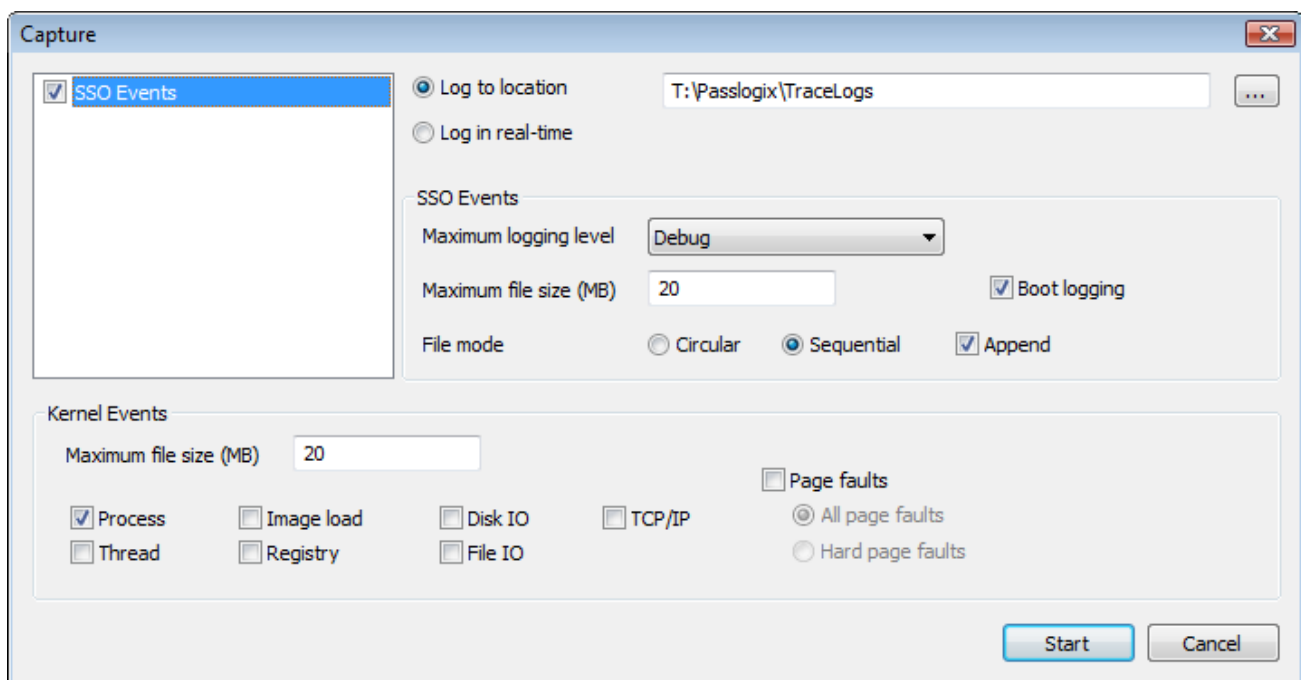 Capture
SSO Events
Log to location
T:\Passlogix\TraceLogs
...
Log in real-time
SSO Events
Maximum logging level
Debug
Maximum file size (MB)
20
Boot logging
File mode
Circular
Sequential
Append
Kernel Events
Maximum file size (MB)
20
Page faults
Process
Image load
Disk IO
TCP/IP
All page faults
Thread
Registry
File IO
Hard page faults
Start
Cancel